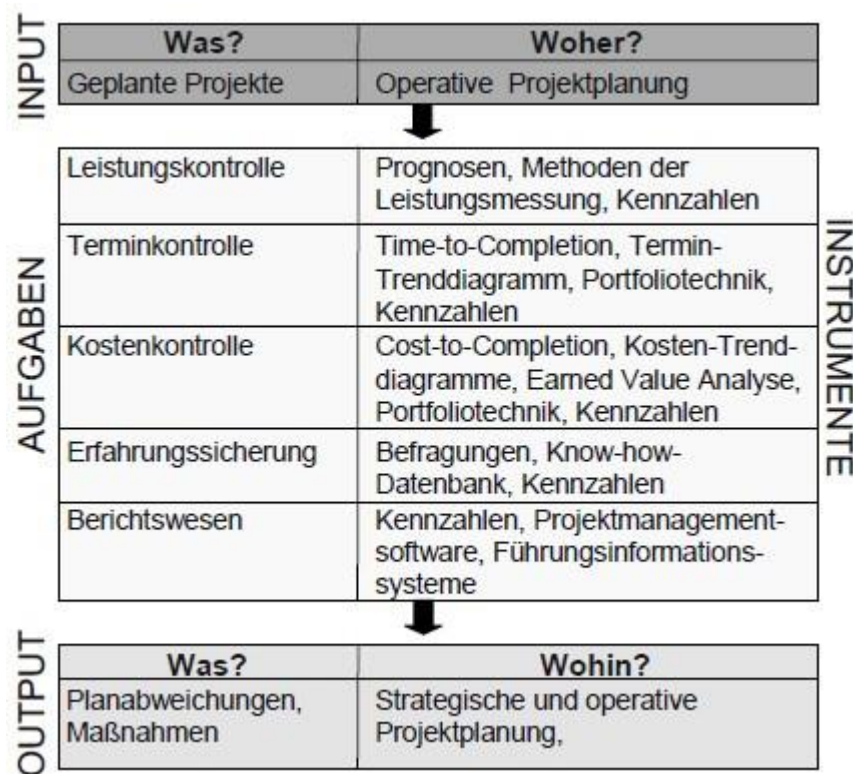 INPUT
Was? Woher?
Geplante Projekte Operative Projektplanung
AUFGABEN
INSTRUMENTE
Leistungskontrolle Prognosen, Methoden der
Leistungsmessung, Kennzahlen
Terminkontrolle Time-to-Completion, Termin-
Trenddiagramm, Portfoliotechnik,
Kennzahlen
Kostenkontrolle Cost-to-Completion, Kosten-Trend-
diagramme, Earned Value Analyse,
Portfoliotechnik, Kennzahlen
Erfahrungssicherung Befragungen, Know-how-
Datenbank, Kennzahlen
Berichtswesen Kennzahlen, Projektmanagement-
software, Führungsinformations-
systeme
OUTPUT
Was? Wohin?
Planabweichungen, Strategische und operative
Maßnahmen Projektplanung,